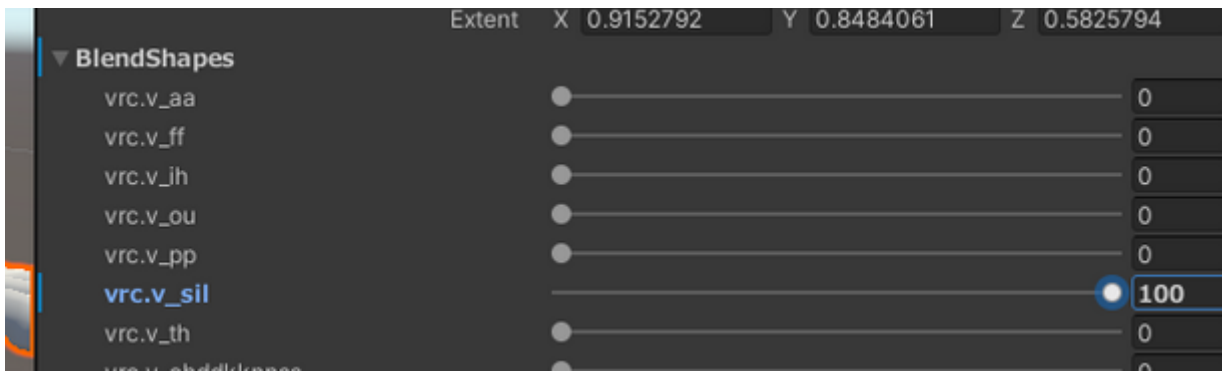 Extent X 0.9152792 Y 0.8484061 Z 0.5825794
BlendShapes
vrc.v_aa 0
vrc.v_ff 0
vrc.v_ih 0
vrc.v_ou 0
vrc.v_pp 0
vrc.v_sil 100
vrc.v_th 0